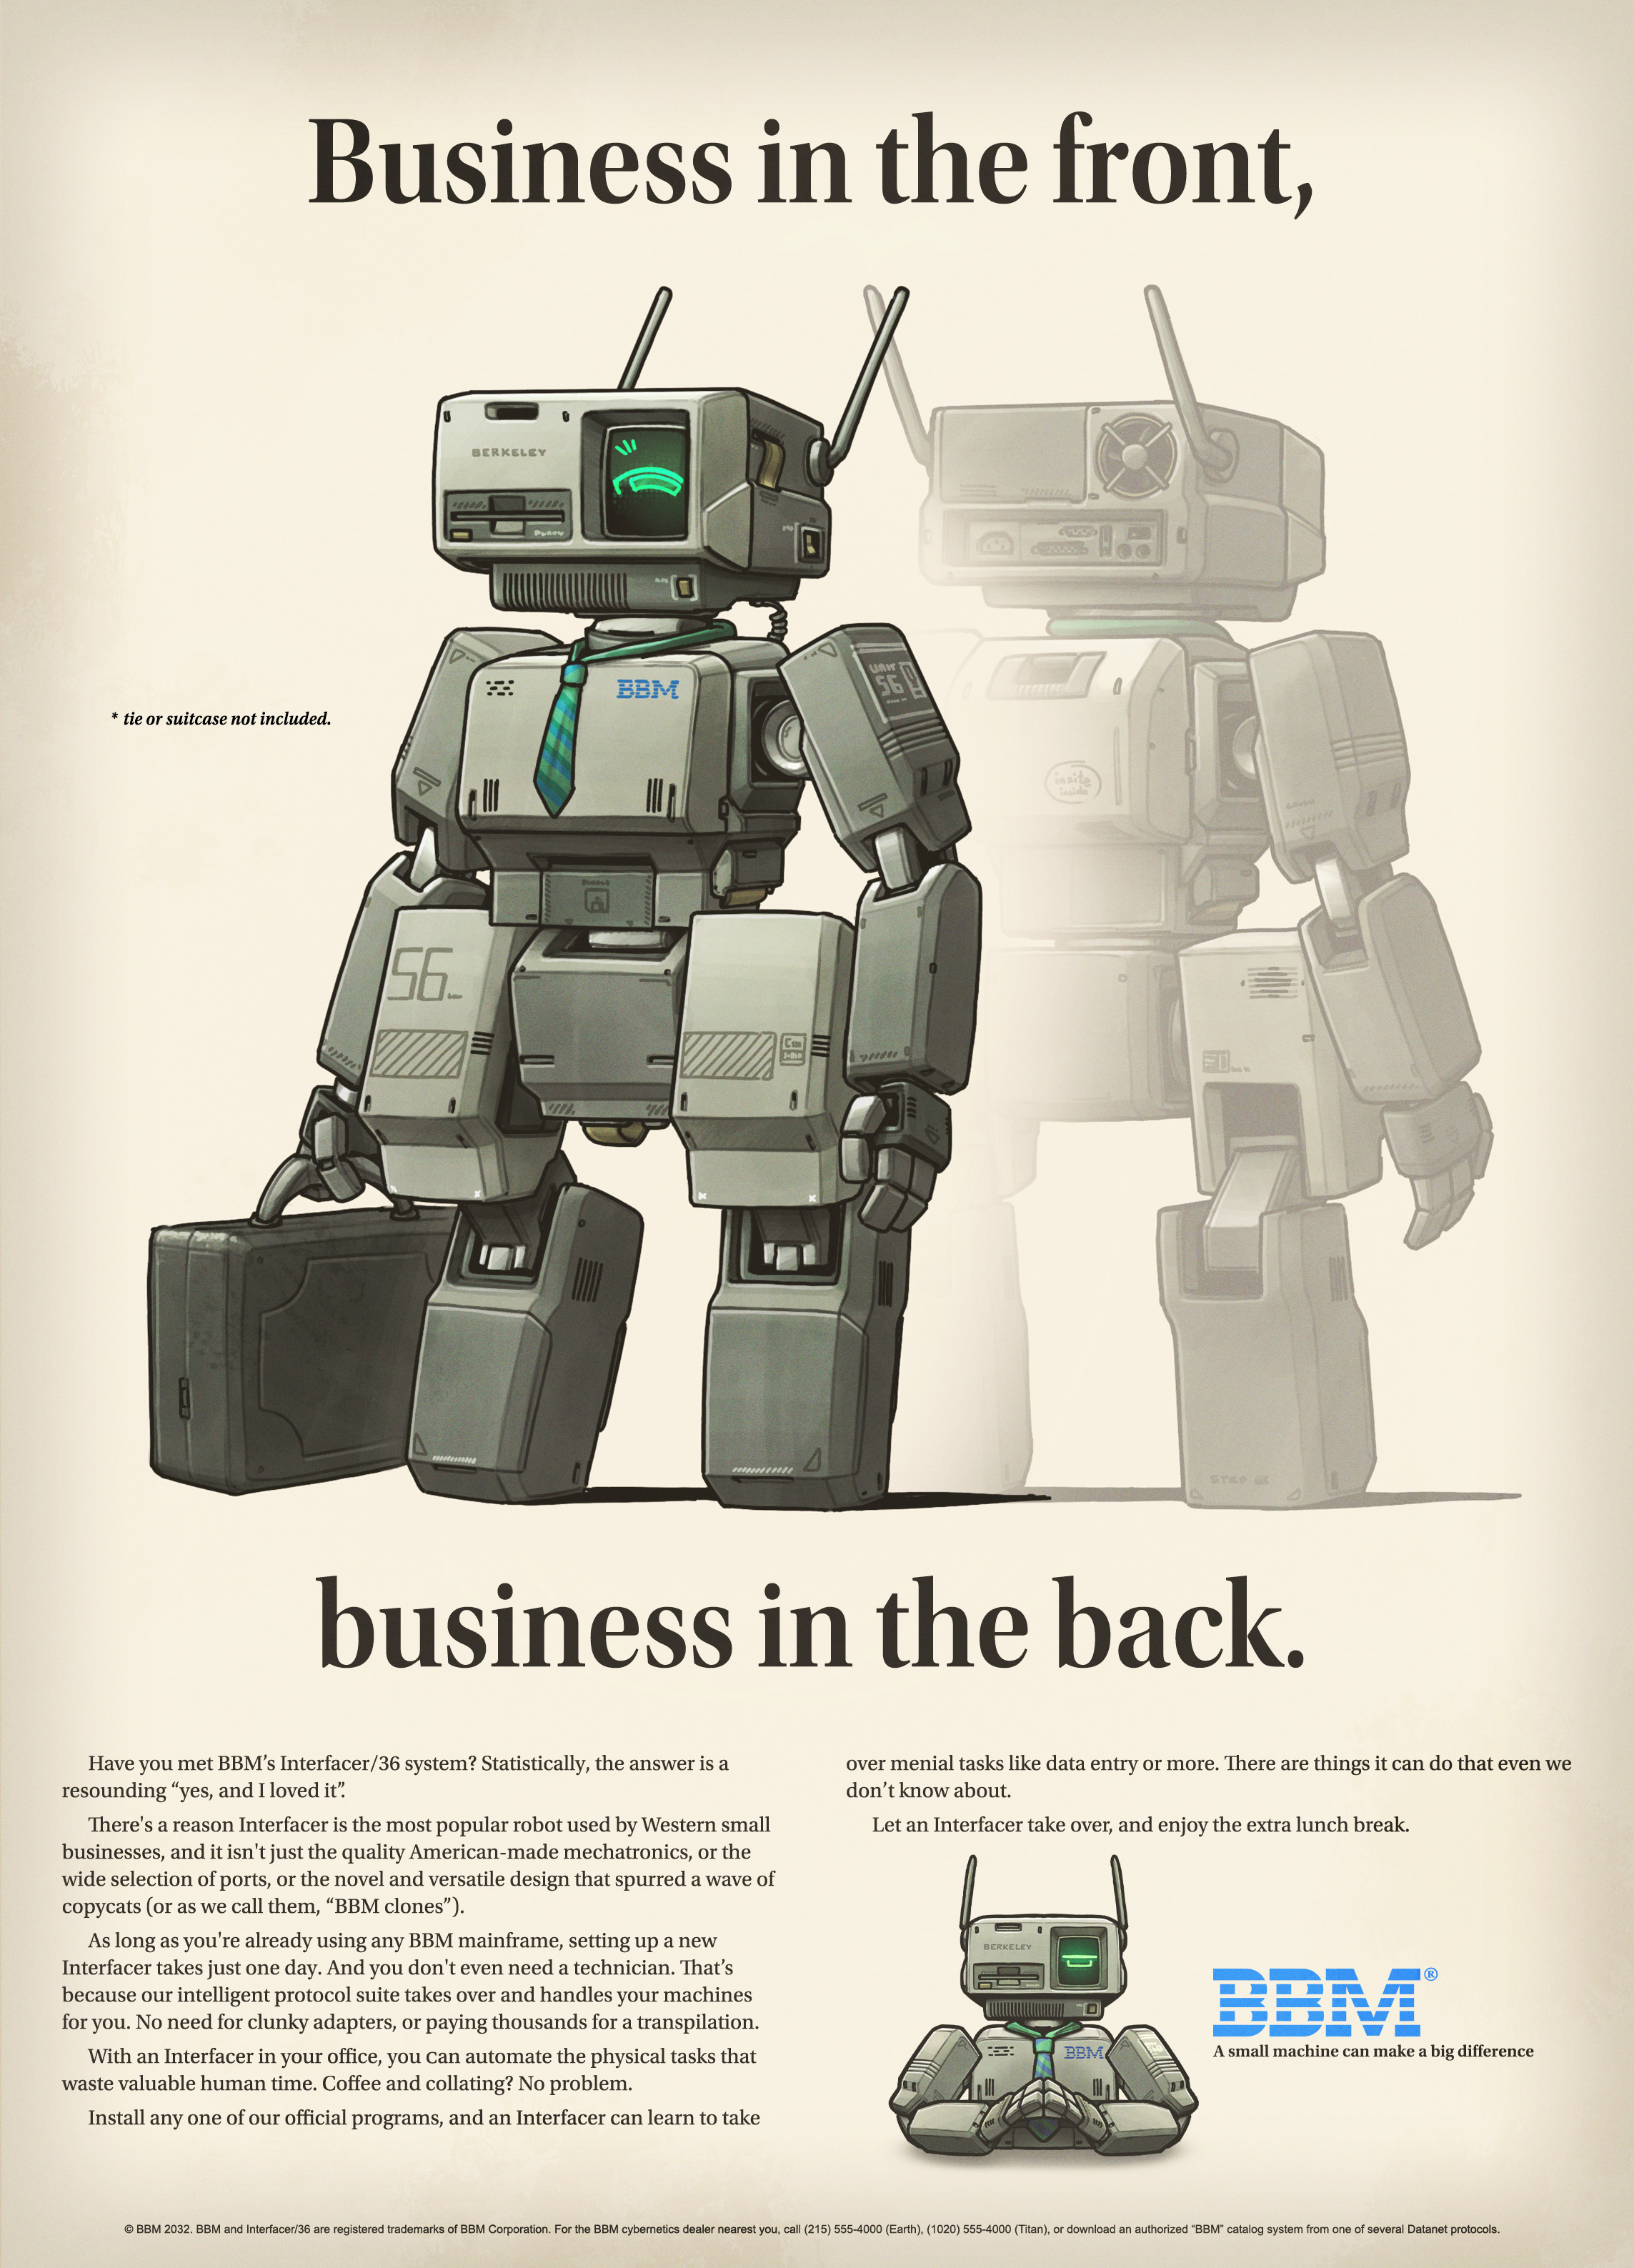 Business in the front,
BERKELEY
BBM
UNIT
56
* tie or suitcase not included.
insite
inside
56
STEP
business in the back.
Have you met BBM’s Interfacer/36 system? Statistically, the answer is a
resounding “yes, and I loved it”.
There's a reason Interfacer is the most popular robot used by Western small
businesses, and it isn't just the quality American-made mechatronics, or the
wide selection of ports, or the novel and versatile design that spurred a wave of
copycats (or as we call them, “BBM clones”).
As long as you're already using any BBM mainframe, setting up a new
Interfacer takes just one day. And you don't even need a technician. That’s
because our intelligent protocol suite takes over and handles your machines
for you. No need for clunky adapters, or paying thousands for a transpilation.
With an Interfacer in your office, you can automate the physical tasks that
waste valuable human time. Coffee and collating? No problem.
Install any one of our official programs, and an Interfacer can learn to take
over menial tasks like data entry or more. There are things it can do that even we
don’t know about.
Let an Interfacer take over, and enjoy the extra lunch break.
BERKELEY
BBM
BBM®
A small machine can make a big difference
© BBM 2032. BBM and Interfacer/36 are registered trademarks of BBM Corporation. For the BBM cybernetics dealer nearest you, call (215) 555-4000 (Earth), (1020) 555-4000 (Titan), or download an authorized “BBM” catalog system from one of several Datanet protocols.